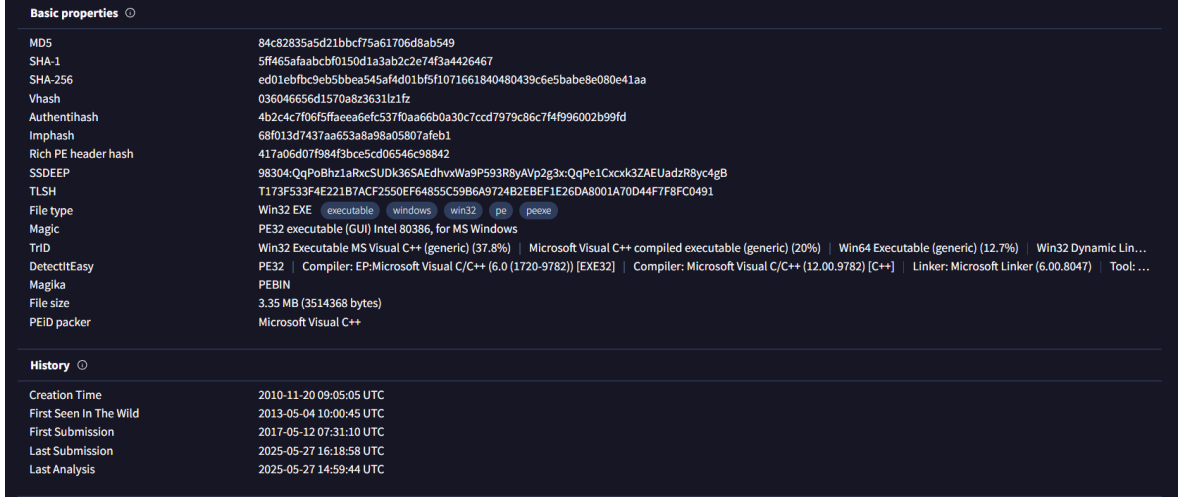 Basic properties
MD5 84c82835a5d21bbcf75a61706d8ab549
SHA-1 5ff465afaabcbf0150d1a3ab2c2e74f3a4426467
SHA-256 ed01ebfbc9eb5bbea545af4d01bf5f1071661840480439c6e5babe8e080e41aa
Vhash 036046656d1570a8z3631lz1fz
Authentihash 4b2c4c7f06f5ffaeea6efc537f0aa66b0a30c7ccd7979c86c7f4f996002b99fd
Imphash 68f013d7437aa653a8a98a05807afeb1
Rich PE header hash 417a06d07f984f3bce5cd06546c98842
SSDEEP 98304:QqPoBhz1aRxcSUDk36SAEdhvxWa9P593R8yAVp2g3x:QqPe1Cxcxk3ZAEUadzR8yc4gB
TLSH T173F533F4E221B7ACF2550EF64855C59B6A9724B2EBEF1E26DA8001A70D44F7F8FC0491
File type Win32 EXE executable windows win32 pe peexe
Magic PE32 executable (GUI) Intel 80386, for MS Windows
TrID Win32 Executable MS Visual C++ (generic) (37.8%) | Microsoft Visual C++ compiled executable (generic) (20%) | Win64 Executable (generic) (12.7%) | Win32 Dynamic Lin...
DetectItEasy PE32 | Compiler: EP:Microsoft Visual C/C++ (6.0 (1720-9782)) [EXE32] | Compiler: Microsoft Visual C/C++ (12.00.9782) [C++] | Linker: Microsoft Linker (6.00.8047) | Tool: ...
Magika PEBIN
File size 3.35 MB (3514368 bytes)
PEiD packer Microsoft Visual C++
History
Creation Time 2010-11-20 09:05:05 UTC
First Seen In The Wild 2013-05-04 10:00:45 UTC
First Submission 2017-05-12 07:31:10 UTC
Last Submission 2025-05-27 16:18:58 UTC
Last Analysis 2025-05-27 14:59:44 UTC